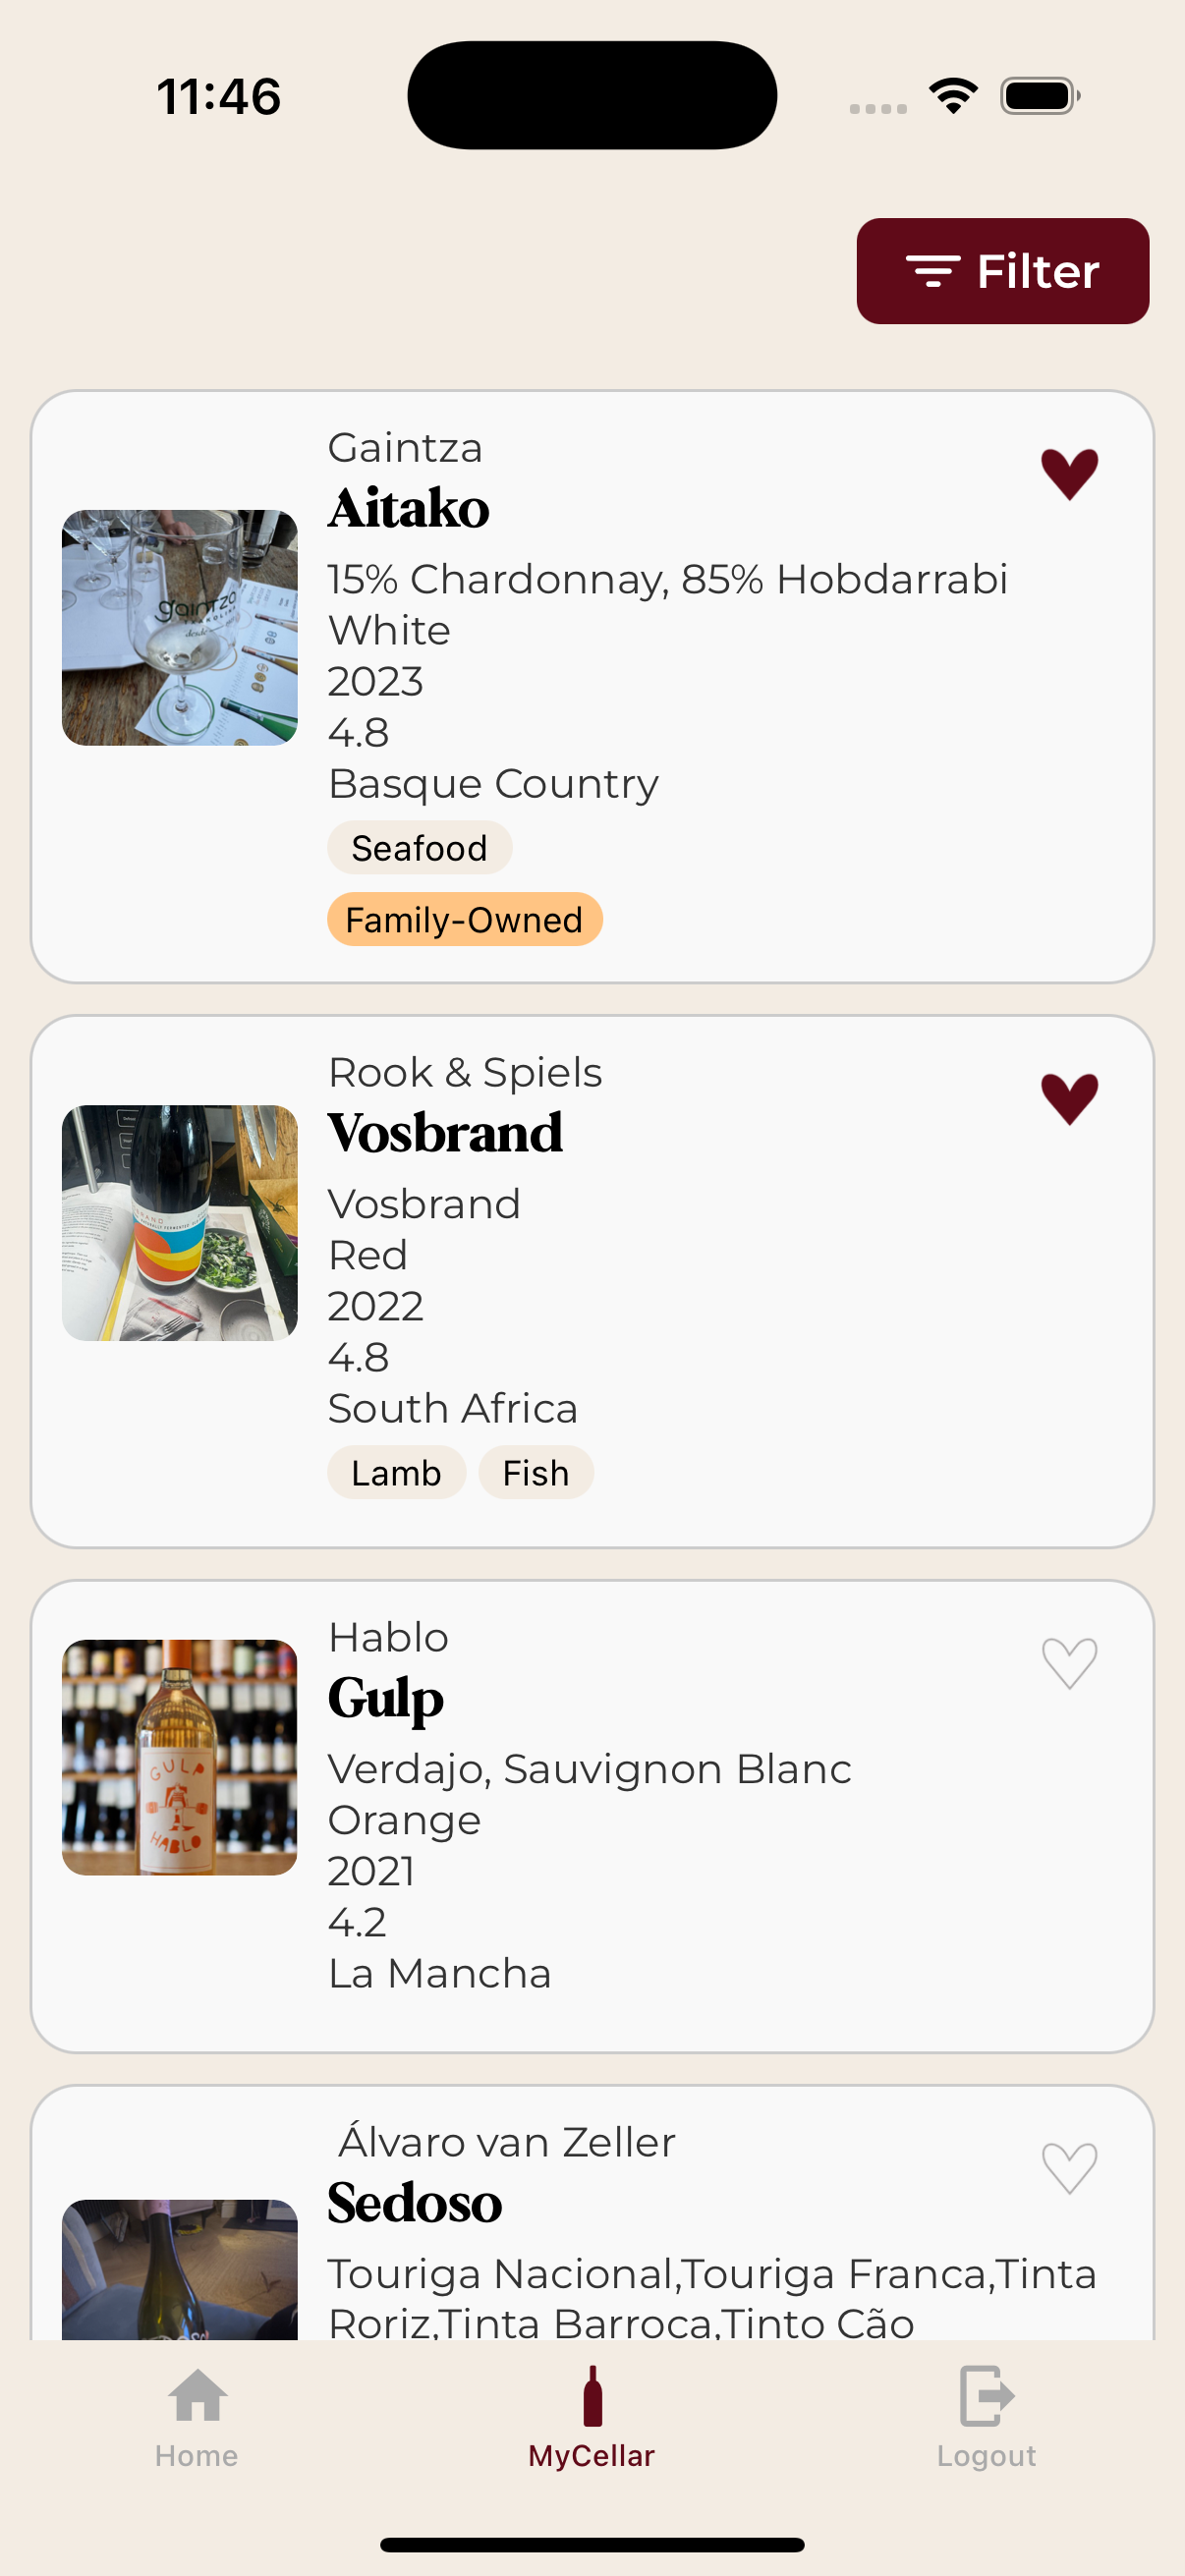 11:46
Filter
Gaintza
Aitako
gaintza
15% Chardonnay, 85% Hobdarrabi
White
2023
4.8
Basque Country
Seafood
Family-Owned
Rook & Spiels
Vosbrand
Vosbrand
Red
2022
4.8
South Africa
Lamb
Fish
Hablo
Gulp
GULP
HABLO
Verdajo, Sauvignon Blanc
Orange
2021
4.2
La Mancha
Álvaro van Zeller
Sedoso
Touriga Nacional,Touriga Franca,Tinta
Roriz,Tinta Barroca,Tinto Cão
Home
MyCellar
Logout